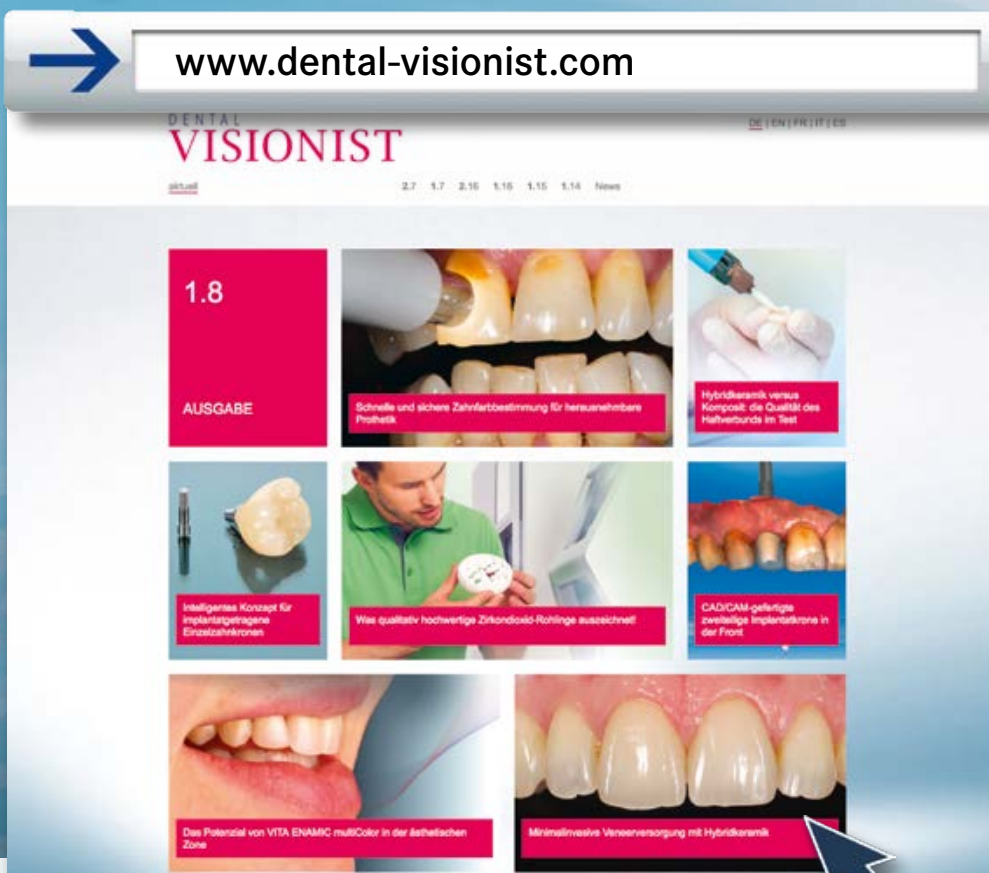 www.dental-visionist.com
DENTAL
VISIONIST
DE | EN | FR | IT | ES
aktuell
2.7 1.7 2.16 1.16 1.15 1.14 News
1.8
AUSGABE
Schnelle und sichere Zahnfarbbestimmung für herausnehmbare
Prothetik
Hybridkeramik versus
Komposit: die Qualität des
Haftverbunds im Test
Intelligentes Konzept für
implantatgetragene
Einzelzahnkronen
Was qualitativ hochwertige Zirkondioxid-Rohlinge auszeichnet!
CAD/CAM-gefertigte
zweiteilige Implantatkrone in
der Front
Das Potenzial von VITA ENAMIC multiColor in der ästhetischen
Zone
Minimalinvasive Veneerversorgung mit Hybridkeramik